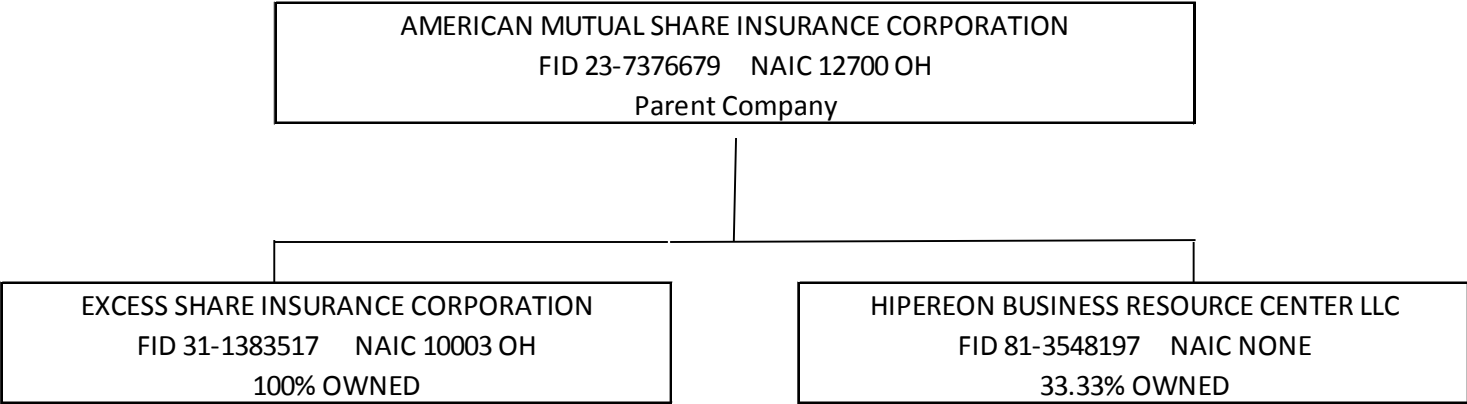 AMERICAN MUTUAL SHARE INSURANCE CORPORATION
FID 23-7376679 NAIC 12700 OH
Parent Company
EXCESS SHARE INSURANCE CORPORATION
FID 31-1383517 NAIC 10003 OH
100% OWNED
HIPEREON BUSINESS RESOURCE CENTER LLC
FID 81-3548197 NAIC NONE
33.33% OWNED